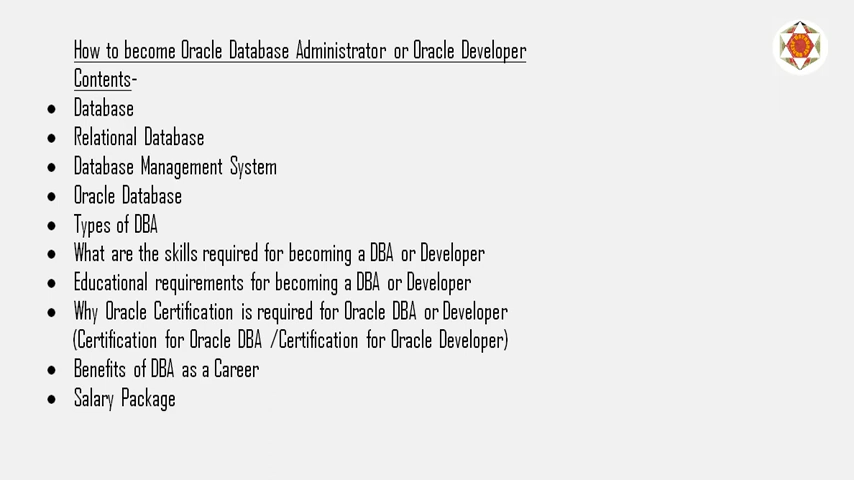 How to become Oracle Database Administrator or Oracle Developer
Contents-
• Database
• Relational Database
• Database Management System
• Oracle Database
• Types of DBA
• What are the skills required for becoming a DBA or Developer
• Educational requirements for becoming a DBA or Developer
• Why Oracle Certification is required for Oracle DBA or Developer
(Certification for Oracle DBA /Certification for Oracle Developer)
• Benefits of DBA as a Career
• Salary Package